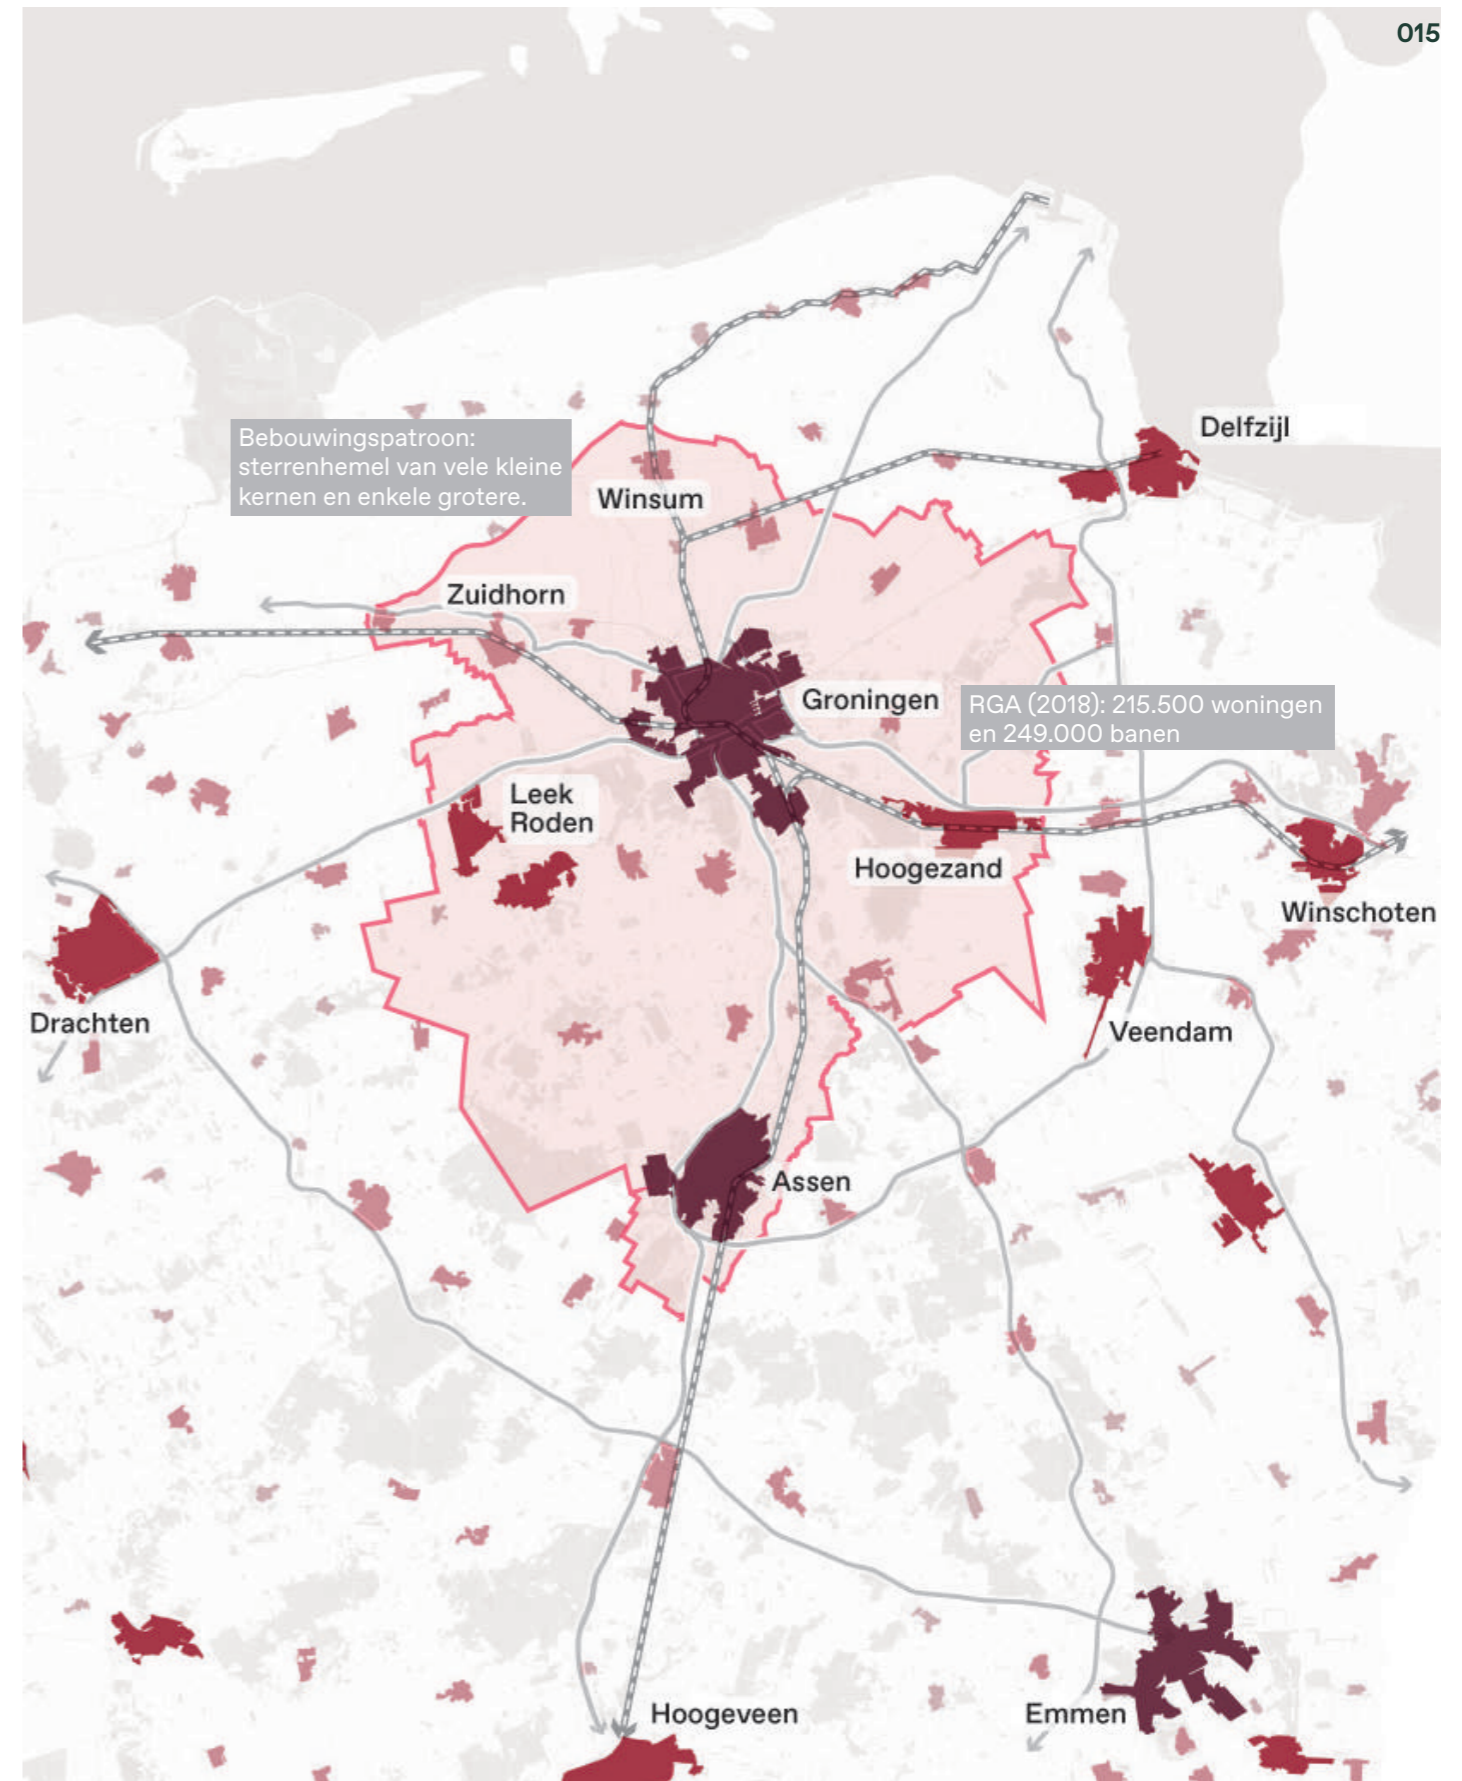 015
Delfzijl
Bebouwingspatroon:
sterrenhemel van vele kleine
kernen en enkele grotere.
Winsum
Zuidhorn
Groningen
RGA (2018): 215.500 woningen
en 249.000 banen
Leek
Roden
Hoogezand
Winschoten
Drachten
Veendam
Assen
Hoogeveen
Emmen